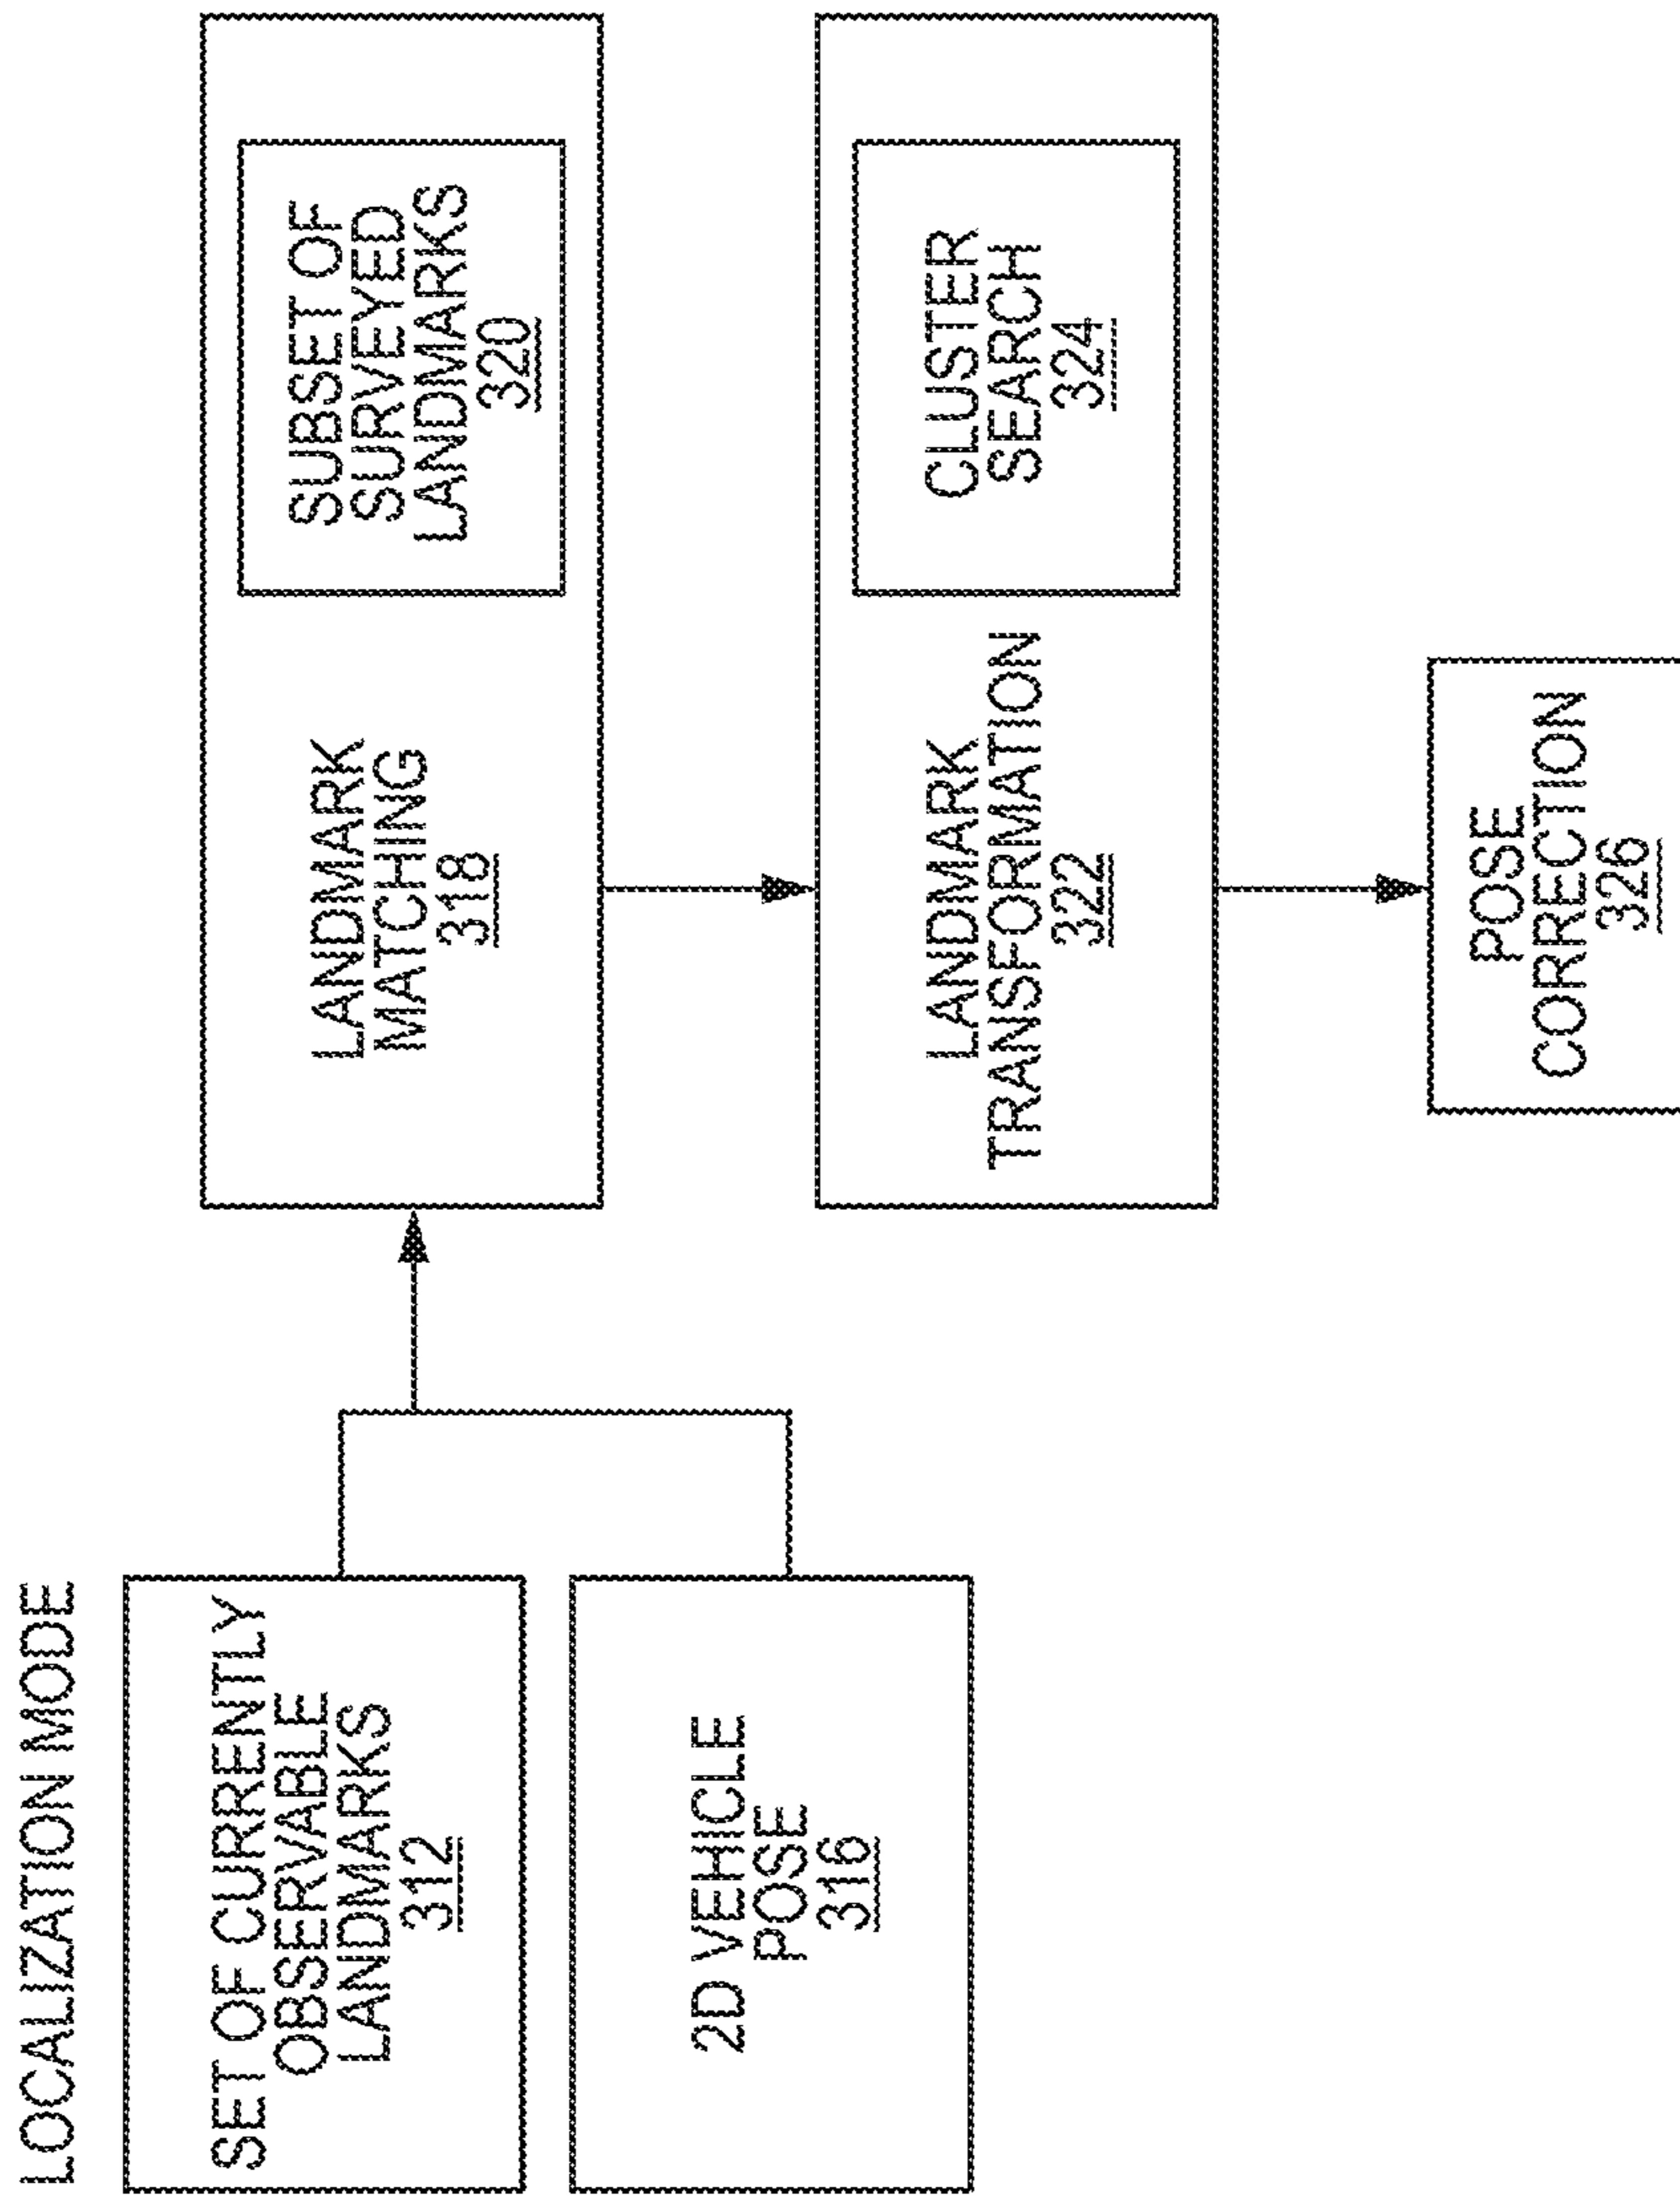 LOCALIZATION MODE
SET OF CURRENTLY
OBSERVABLE
LANDMARKS
312
2D VEHICLE
POSE
316
LANDMARK
MATCHING
318
SUBSET OF
SURVEYED
LANDMARKS
320
LANDMARK
TRANSFORMATION
322
CLUSTER
SEARCH
324
POSE
CORRECTION
326